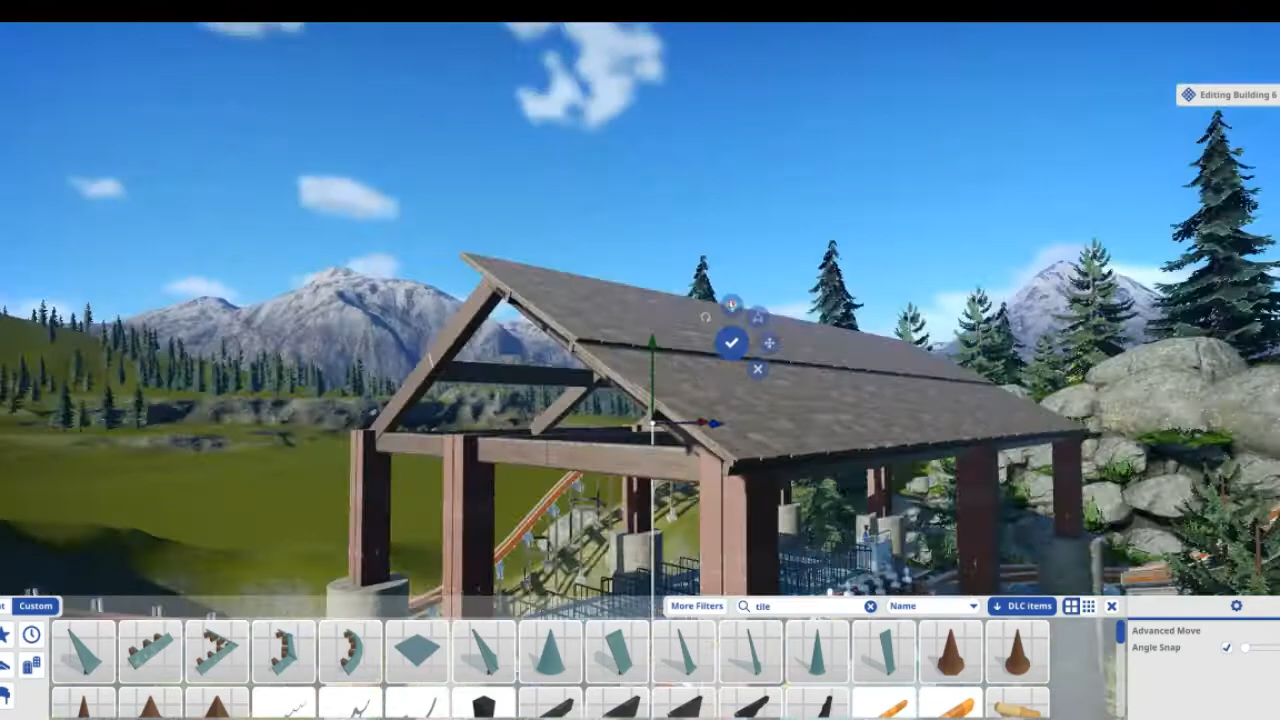 Editing Building 6
Custom
More Filters
tile
Name
DLC items
Advanced Move
Angle Snap